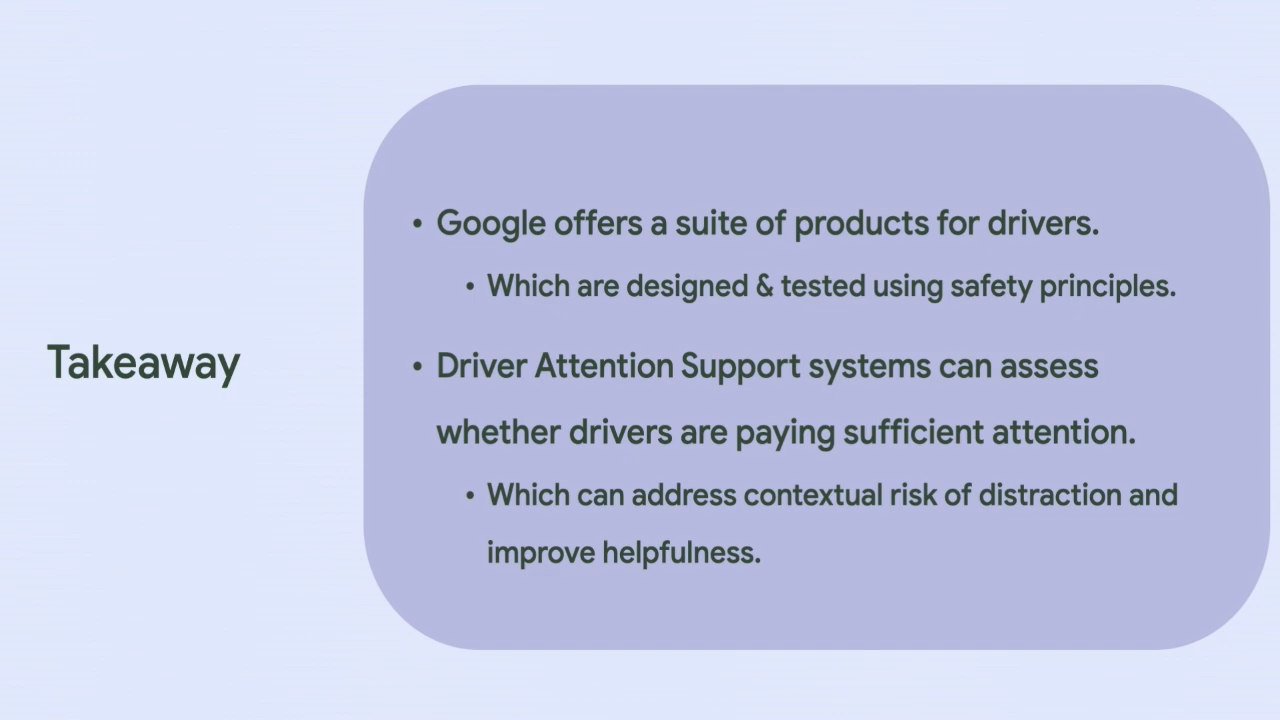 Takeaway
• Google offers a suite of products for drivers.
• Which are designed & tested using safety principles.
• Driver Attention Support systems can assess
whether drivers are paying sufficient attention.
• Which can address contextual risk of distraction and
improve helpfulness.